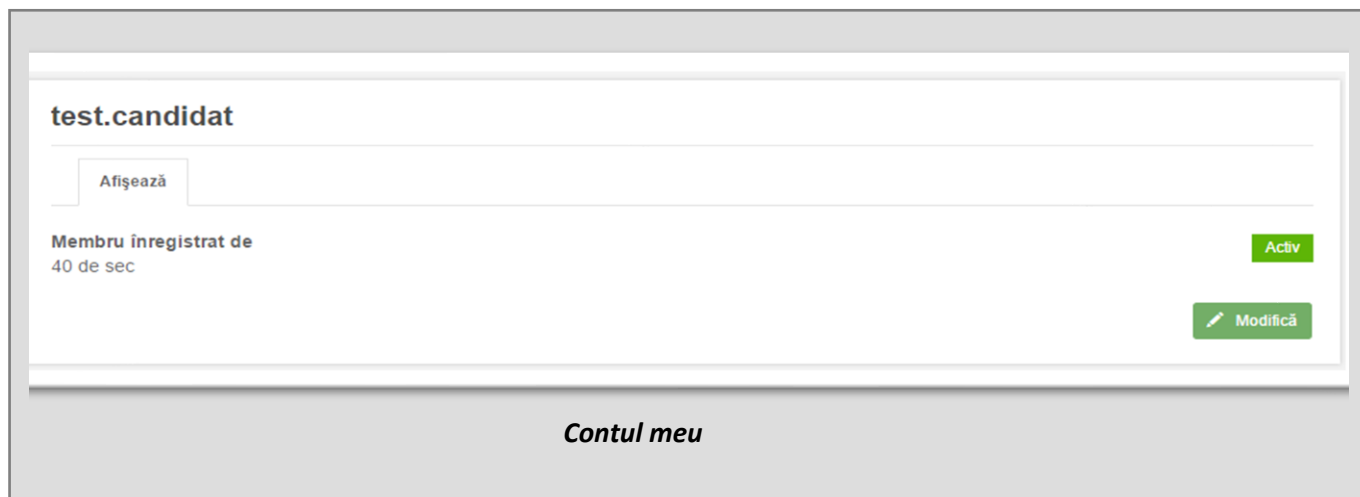 test.candidat
Afişează
Membru înregistrat de
40 de sec
Activ
Modifică
Contul meu